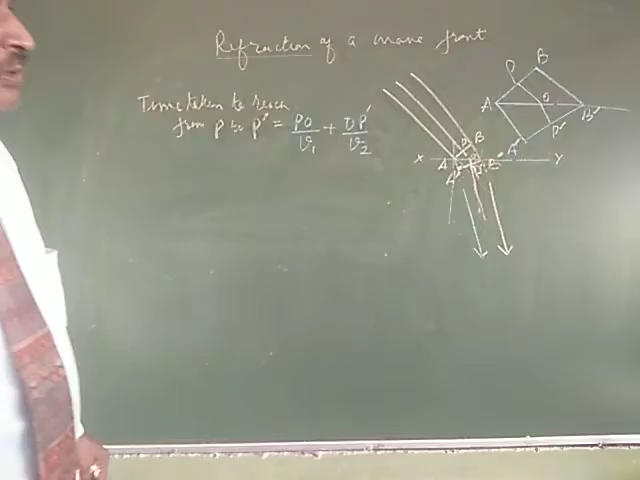 Refraction of a wave front
Time taken to reach
from P to P' = PO/v₁ + OP'/v₂
P
B
A
O
P'
B'
A'
P
B
X
A
B'
Y
A'